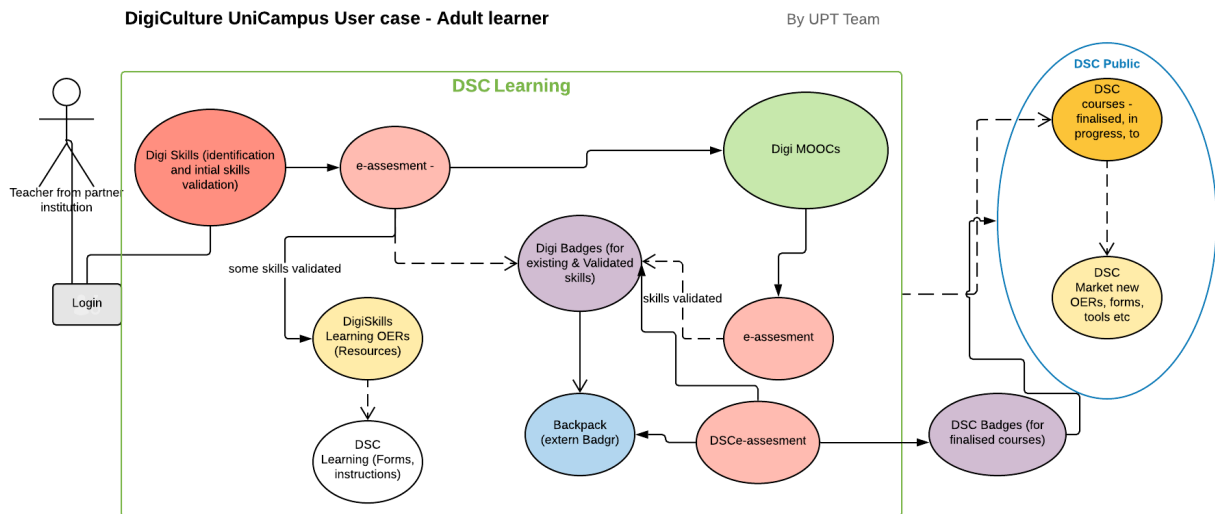 DigiCulture UniCampus User case - Adult learner
By UPT Team
DSC Learning
DSC Public
DSC
courses -
finalised, in
progress, to
Digi Skills (identification
and intial skills
validation)
e-assesment -
Digi MOOCs
Teacher from partner
institution
Digi Badges (for
existing & Validated
skills)
some skills validated
skills validated
DSC
Market new
OERs, forms,
tools etc
Login
DigiSkills
Learning OERs
(Resources)
e-assesment
DSC
Learning (Forms,
instructions)
Backpack
(extern Badgr)
DSCe-assesment
DSC Badges (for
finalised courses)